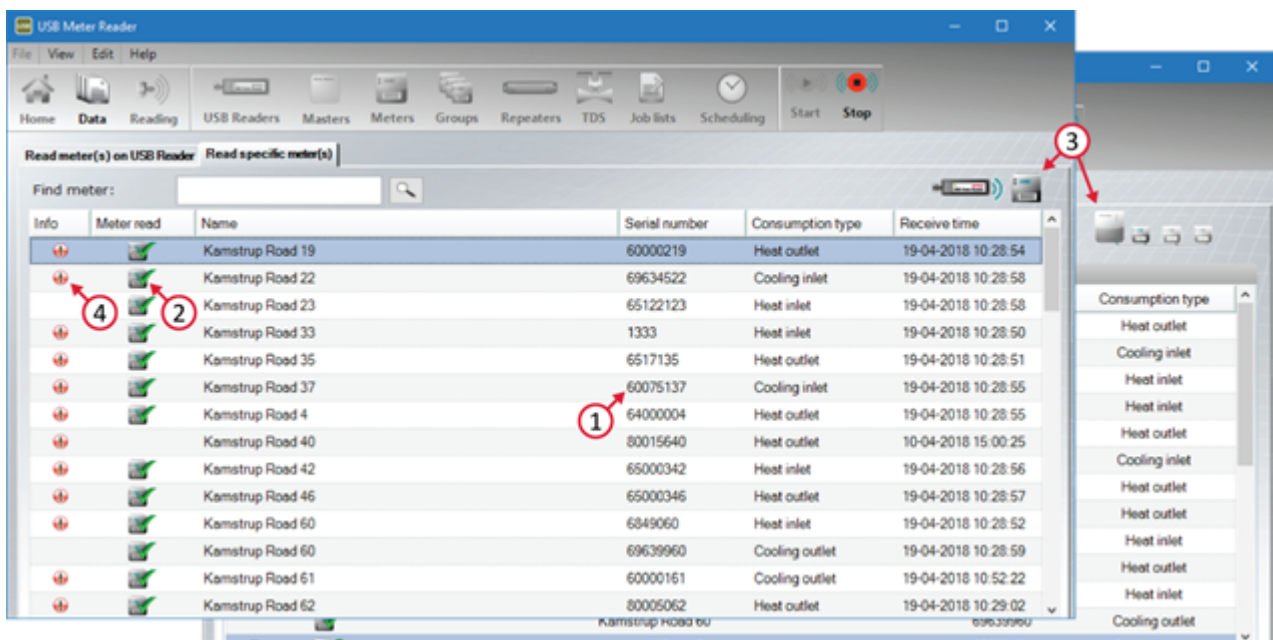 USB Meter Reader
File View Edit Help
Home Data Reading USB Readers Masters Meters Groups Repeaters TDS Job lists Scheduling Start Stop
Read meter(s) on USB Reader Read specific meter(s)
3
Find meter:
Info Meter read Name Serial number Consumption type Receive time
Kamstrup Road 19 60000219 Heat outlet 19-04-2018 10:28:54
Kamstrup Road 22 69634522 Cooling inlet 19-04-2018 10:28:58
4 2 Kamstrup Road 23 65122123 Heat inlet 19-04-2018 10:28:58
Kamstrup Road 33 1333 Heat inlet 19-04-2018 10:28:50
Kamstrup Road 35 6517135 Heat outlet 19-04-2018 10:28:51
Kamstrup Road 37 60075137 Cooling inlet 19-04-2018 10:28:55
1
Kamstrup Road 4 64000004 Heat outlet 19-04-2018 10:28:55
Kamstrup Road 40 80015640 Heat outlet 10-04-2018 15:00:25
Kamstrup Road 42 65000342 Heat inlet 19-04-2018 10:28:56
Kamstrup Road 46 65000346 Heat outlet 19-04-2018 10:28:57
Kamstrup Road 60 6849060 Heat inlet 19-04-2018 10:28:52
Kamstrup Road 60 69639960 Cooling outlet 19-04-2018 10:28:59
Kamstrup Road 61 60000161 Cooling outlet 19-04-2018 10:52:22
Kamstrup Road 62 80005062 Heat outlet 19-04-2018 10:29:02
Consumption type
Heat outlet
Cooling inlet
Heat inlet
Heat inlet
Heat outlet
Cooling inlet
Heat outlet
Heat outlet
Heat inlet
Heat outlet
Heat inlet
Kamstrup Road 60 69639960 Cooling outlet